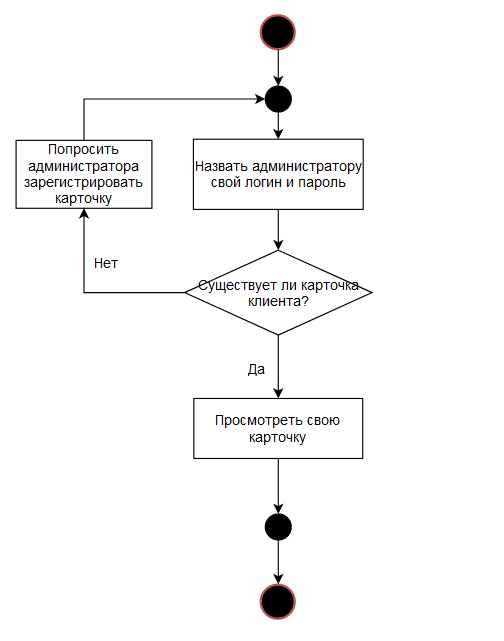 Попросить
администратора
зарегистрировать
карточку
Назвать администратору
свой логин и пароль
Нет
Существует ли карточка
клиента?
Да
Просмотреть свою
карточку